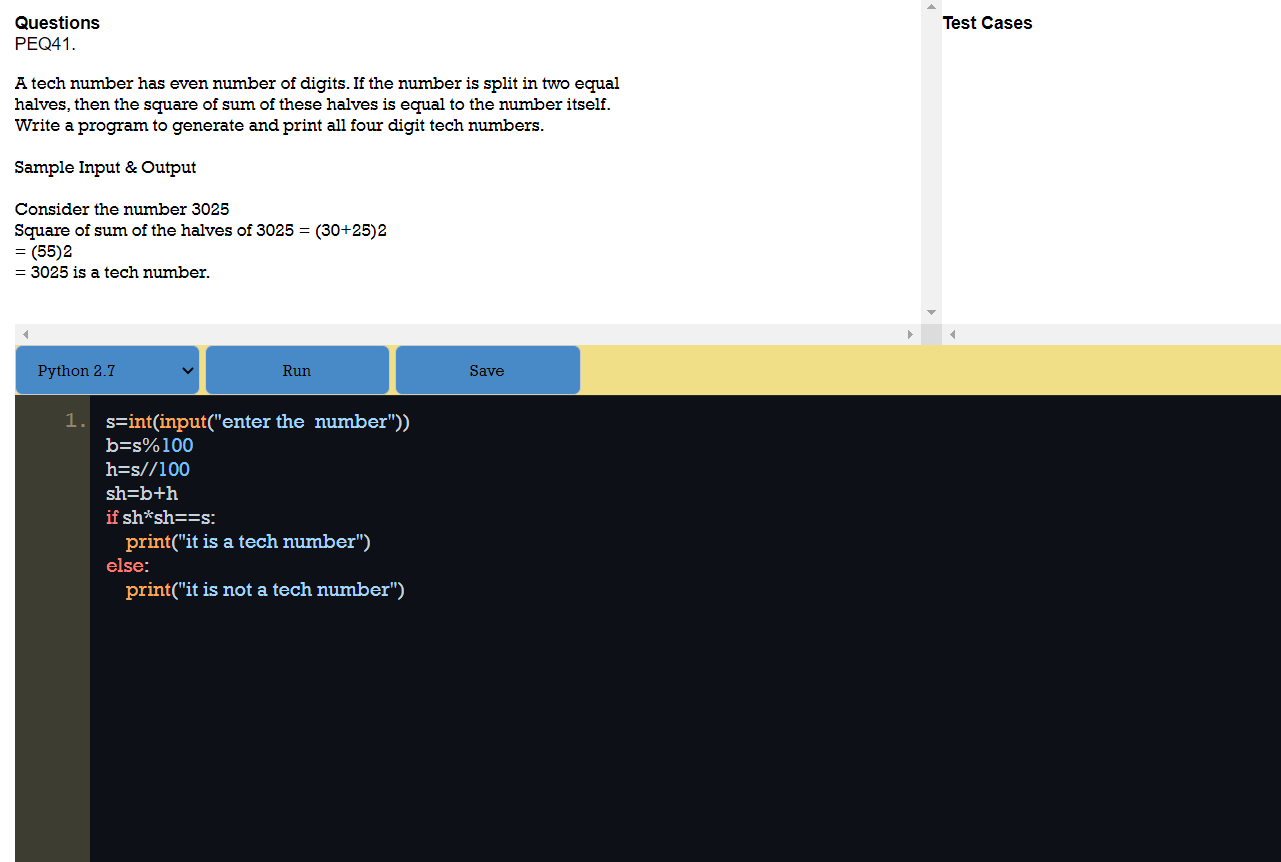 Questions
PEQ41.
A tech number has even number of digits. If the number is split in two equal
halves, then the square of sum of these halves is equal to the number itself.
Write a program to generate and print all four digit tech numbers.
Sample Input & Output
Consider the number 3025
Square of sum of the halves of 3025 = (30+25)2
= (55)2
= 3025 is a tech number.
Test Cases
Python 2.7
Run
Save
1.
s=int(input("enter the  number"))
b=s%100
h=s//100
sh=b+h
if sh*sh==s:
    print("it is a tech number")
else:
    print("it is not a tech number")